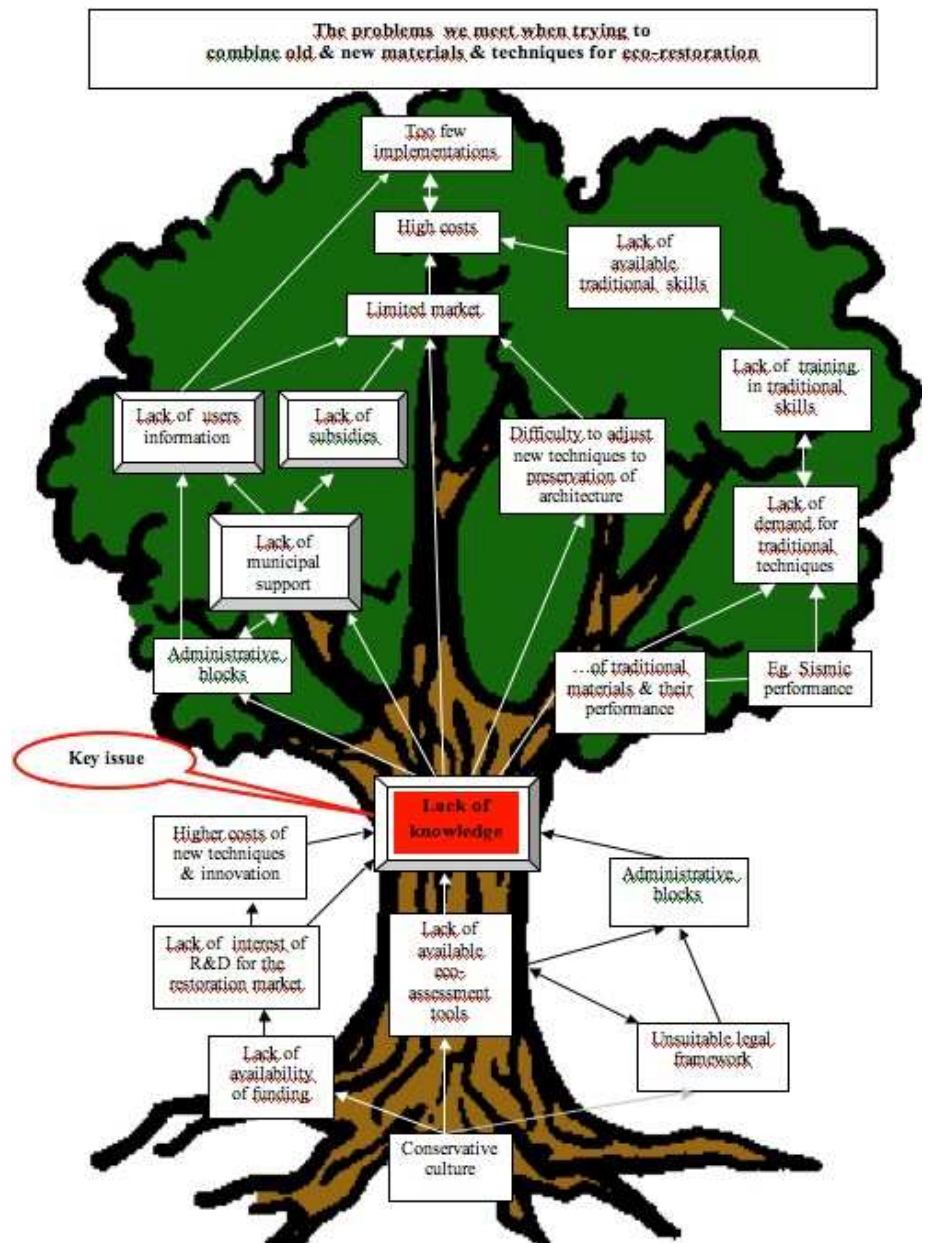 The problems we meet when trying to
combine old & new materials & techniques for eco-restoration
Too few
implementations
High costs
Lack of
available
traditional skills
Limited market
Lack of training
in traditional
skills
Lack of users
information
Lack of
subsidies
Difficulty to adjust
new techniques to
preservation of
architecture
Lack of
demand for
traditional
techniques
Lack of
municipal
support
Administrative
blocks
…of traditional
materials & their
performance
Eg. Sismic
performance
Key issue
Lack of
knowledge
Higher costs of
new techniques
& innovation
Administrative
blocks
Lack of interest of
R&D for the
restoration market
Lack of
available
eco-
assessment
tools
Unsuitable legal
framework
Lack of
availability
of funding
Conservative
culture